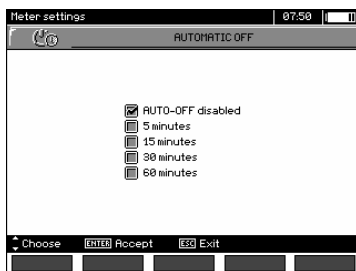 Meter settings 07:50
AUTOMATIC OFF
AUTO-OFF disabled
5 minutes
15 minutes
30 minutes
60 minutes
Choose ENTER Accept ESC Exit